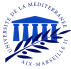 UNIVERSITÉ DE LA MÉDITERRANÉE
AIX-MARSEILLE II